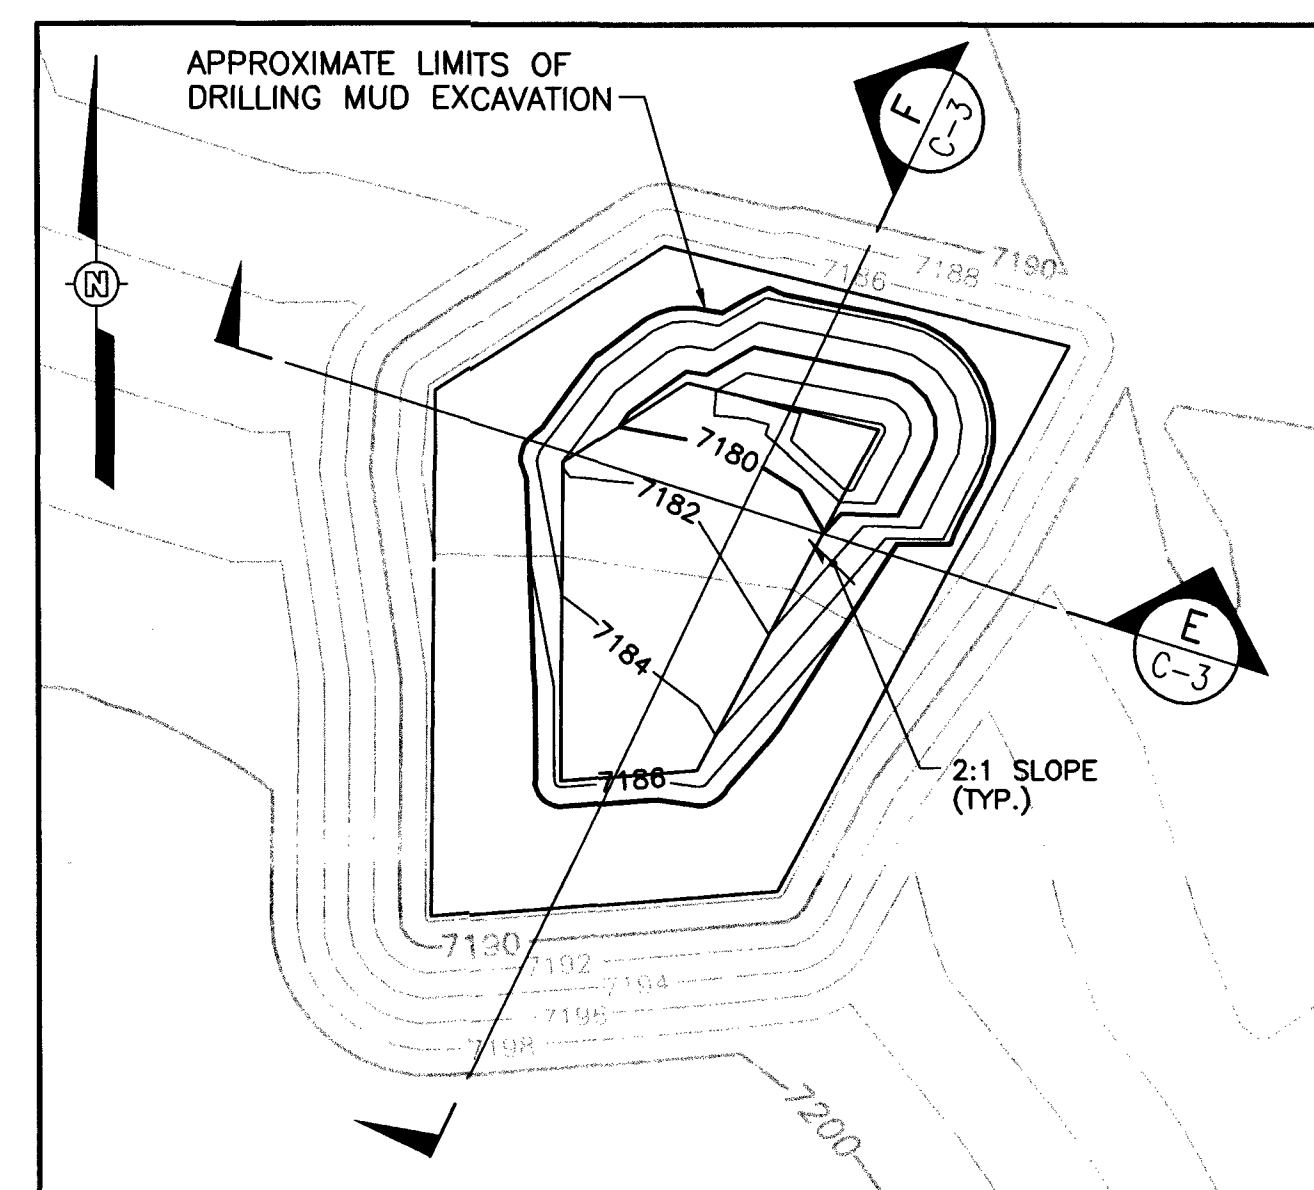 APPROXIMATE LIMITS OF
DRILLING MUD EXCAVATION
F
C-3
N
7190
7188
7186
7180
7182
7184
7186
E
C-3
2:1 SLOPE
(TYP.)
7190
7192
7194
7196
7198
7200